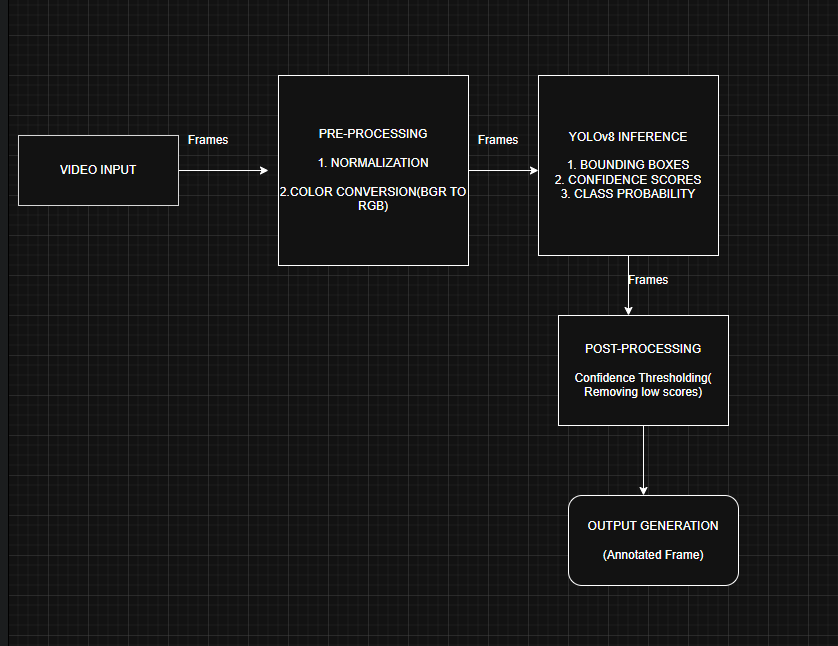 VIDEO INPUT
Frames
PRE-PROCESSING
1. NORMALIZATION
2.COLOR CONVERSION(BGR TO
RGB)
Frames
YOLOv8 INFERENCE
1. BOUNDING BOXES
2. CONFIDENCE SCORES
3. CLASS PROBABILITY
Frames
POST-PROCESSING
Confidence Thresholding(
Removing low scores)
OUTPUT GENERATION
(Annotated Frame)